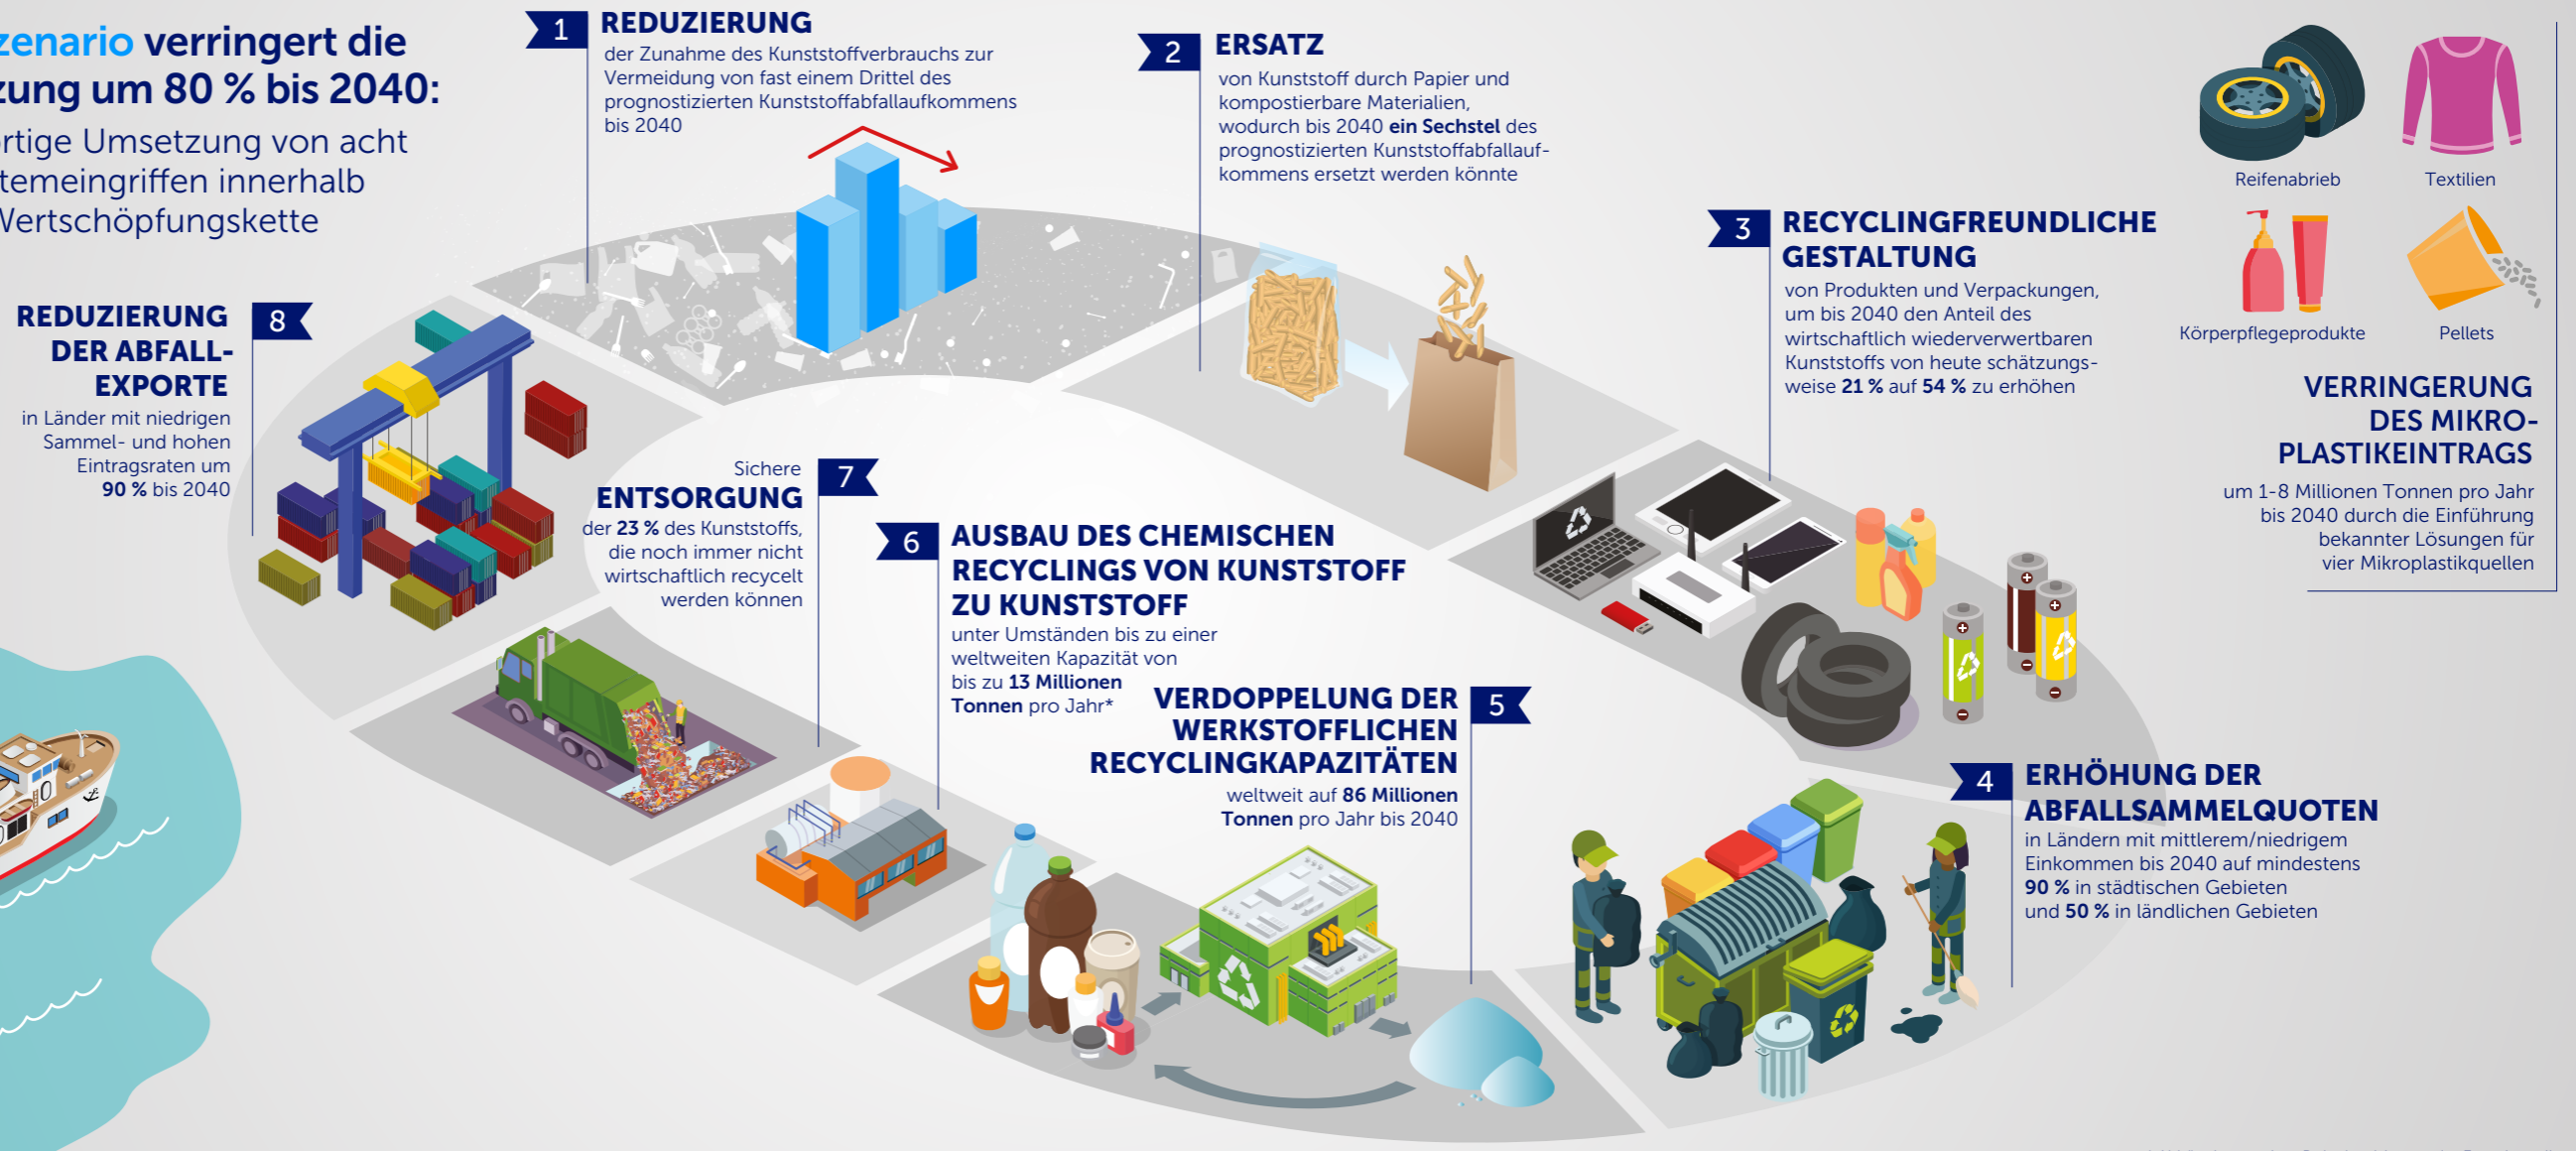 verringert die
um 80 % bis 2040:
Umsetzung von acht
innerhalb
1
REDUZIERUNG
der Zunahme des Kunststoffverbrauchs zur
Vermeidung von fast einem Drittel des
prognostizierten Kunststoffabfallaufkommens
bis 2040
2
ERSATZ
von Kunststoff durch Papier und
kompostierbare Materialien,
wodurch bis 2040 ein Sechstel des
prognostizierten Kunststoffabfallauf-
kommens ersetzt werden könnte
3
RECYCLINGFREUNDLICHE
GESTALTUNG
von Produkten und Verpackungen,
um bis 2040 den Anteil des
wirtschaftlich wiederverwertbaren
Kunststoffs von heute schätzungs-
weise 21 % auf 54 % zu erhöhen
Reifenabrieb
Textilien
Körperpflegeprodukte
Pellets
VERRINGERUNG
DES MIKRO-
PLASTIKEINTRAGS
um 1-8 Millionen Tonnen pro Jahr
bis 2040 durch die Einführung
bekannter Lösungen für
vier Mikroplastikquellen
8
REDUZIERUNG
DER ABFALL-
EXPORTE
in Länder mit niedrigen
Sammel- und hohen
Eintragsraten um
90 % bis 2040
7
Sichere
ENTSORGUNG
der 23 % des Kunststoffs,
die noch immer nicht
wirtschaftlich recycelt
werden können
6
AUSBAU DES CHEMISCHEN
RECYCLINGS VON KUNSTSTOFF
ZU KUNSTSTOFF
unter Umständen bis zu einer
weltweiten Kapazität von
bis zu 13 Millionen
Tonnen pro Jahr*
5
VERDOPPELUNG DER
WERKSTOFFLICHEN
RECYCLINGKAPAZITÄTEN
weltweit auf 86 Millionen
Tonnen pro Jahr bis 2040
4
ERHÖHUNG DER
ABFALLSAMMELQUOTEN
in Ländern mit mittlerem/niedrigem
Einkommen bis 2040 auf mindestens
90 % in städtischen Gebieten
und 50 % in ländlichen Gebieten